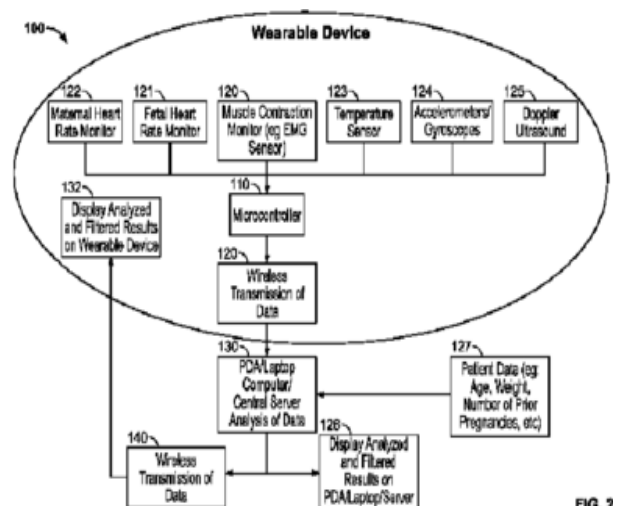 100
Wearable Device
122
Maternal Heart
Rate Monitor
121
Fetal Heart
Rate Monitor
120
Muscle Contraction
Monitor (eg EMG
Sensor)
123
Temperature
Sensor
124
Accelerometers/
Gyroscopes
125
Doppler
Ultrasound
132
Display Analyzed
and Filtered Results
on Wearable Device
110
Microcontroller
120
Wireless
Transmission of
Data
130
PDA/Laptop
Computer/
Central Server
Analysis of Data
127
Patient Data (eg:
Age, Weight,
Number of Prior
Pregnancies, etc)
140
Wireless
Transmission of
Data
128
Display Analyzed
and Filtered
Results on
PDA/Laptop/Server
FIG. 2